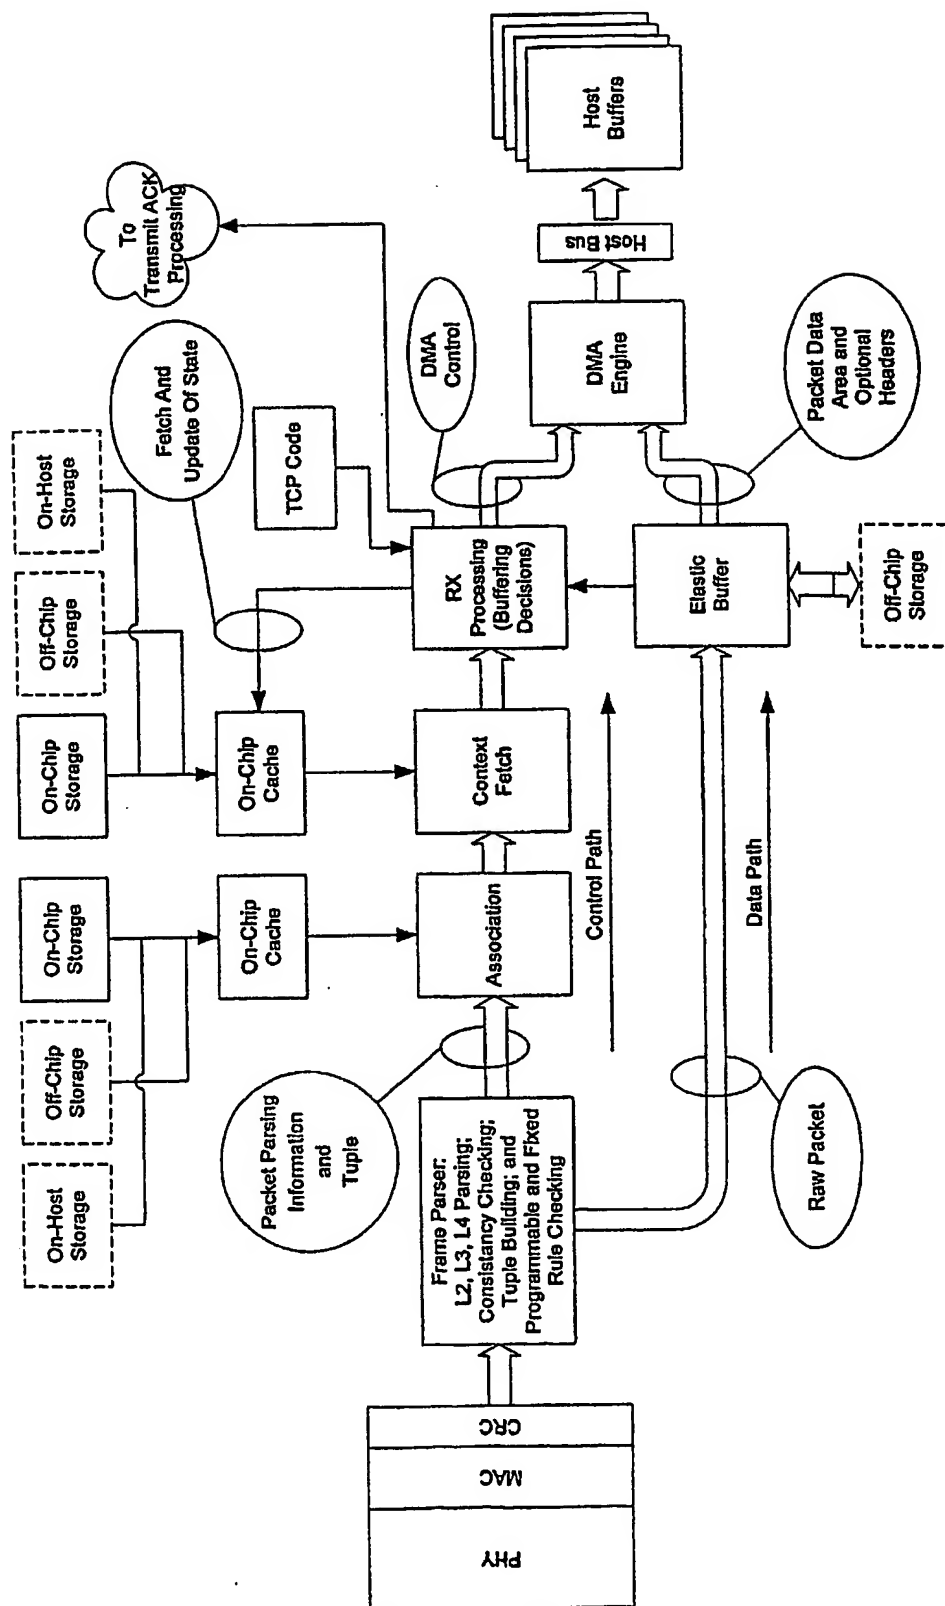 On-Host
Storage
Off-Chip
Storage
On-Chip
Storage
On-Chip
Storage
Off-Chip
Storage
On-Host
Storage
Fetch And
Update Of State
To
Transmit ACK
Processing
On-Chip
Cache
On-Chip
Cache
TCP Code
Packet Parsing
Information
and
Tuple
DMA
Control
PHY
MAC
CRC
Frame Parser:
L2, L3, L4 Parsing;
Consistancy Checking;
Tuple Building; and
Programmable and Fixed
Rule Checking
Association
Context
Fetch
RX
Processing
(Buffering
Decisions)
DMA
Engine
Host Bus
Host
Buffers
Control Path
Elastic
Buffer
Packet Data
Area and
Optional
Headers
Data Path
Raw Packet
Off-Chip
Storage